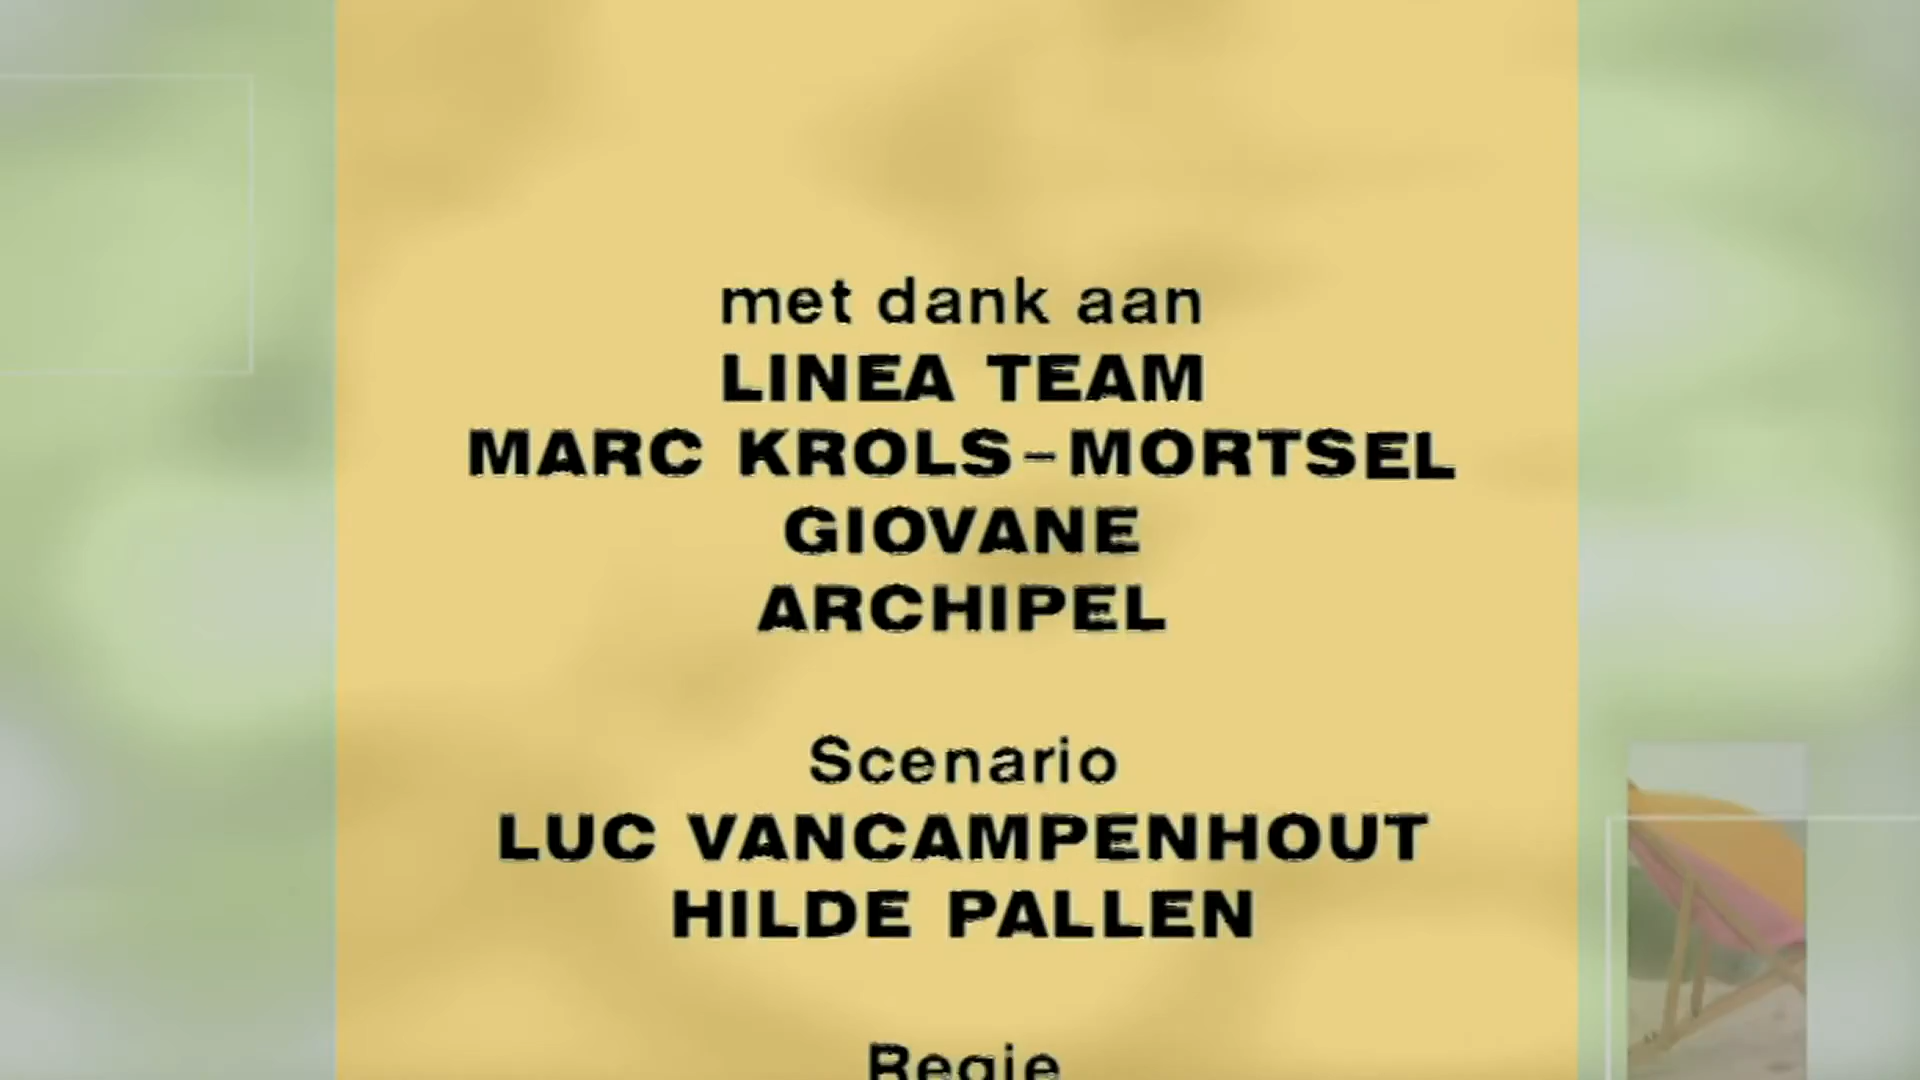 met dank aan
LINEA TEAM
MARC KROLS-MORTSEL
GIOVANE
ARCHIPEL
Scenario
LUC VANCAMPENHOUT
HILDE PALLEN
Regie